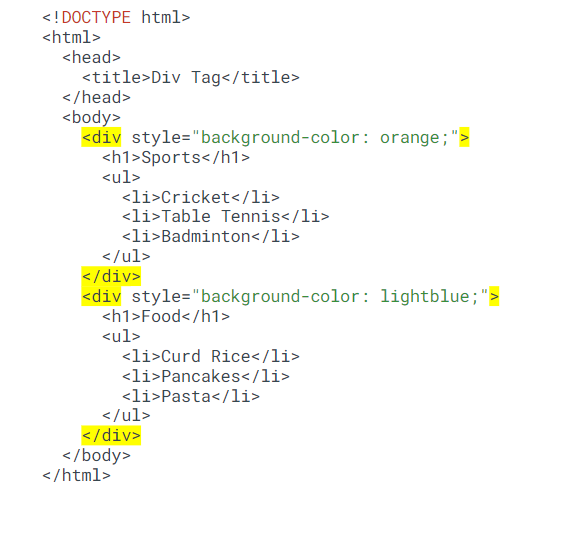 <!DOCTYPE html>
<html>
  <head>
    <title>Div Tag</title>
  </head>
  <body>
    <div style="background-color: orange;">
      <h1>Sports</h1>
      <ul>
        <li>Cricket</li>
        <li>Table Tennis</li>
        <li>Badminton</li>
      </ul>
    </div>
    <div style="background-color: lightblue;">
      <h1>Food</h1>
      <ul>
        <li>Curd Rice</li>
        <li>Pancakes</li>
        <li>Pasta</li>
      </ul>
    </div>
  </body>
</html>